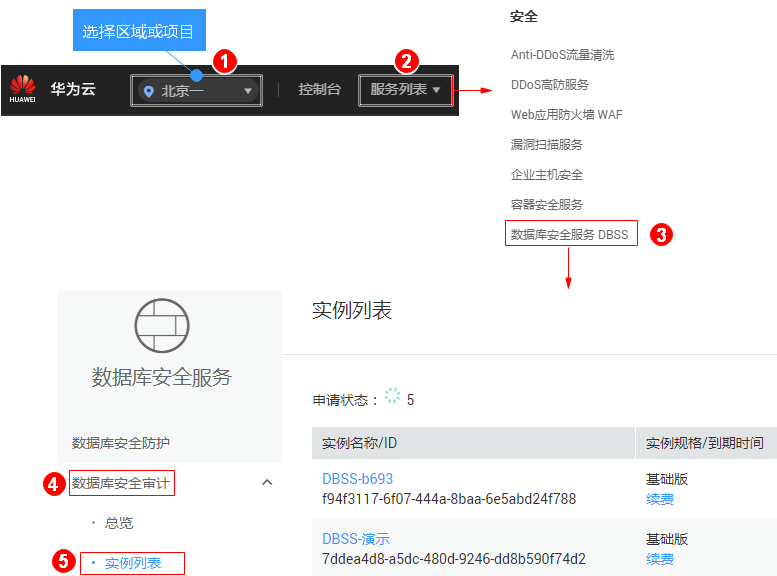 选择区域或项目
1
2
HUAWEI 华为云 北京一 控制台 服务列表
安全
Anti-DDoS流量清洗
DDoS高防服务
Web应用防火墙 WAF
漏洞扫描服务
企业主机安全
容器安全服务
数据库安全服务 DBSS 3
数据库安全服务
数据库安全防护
4 数据库安全审计
· 总览
5 · 实例列表
实例列表
申请状态： 5
实例名称/ID 实例规格/到期时间
DBSS-b693 基础版
f94f3117-6f07-444a-8baa-6e5abd24f788 续费
DBSS-演示 基础版
7ddea4d8-a5dc-480d-9246-dd8b590f74d2 续费